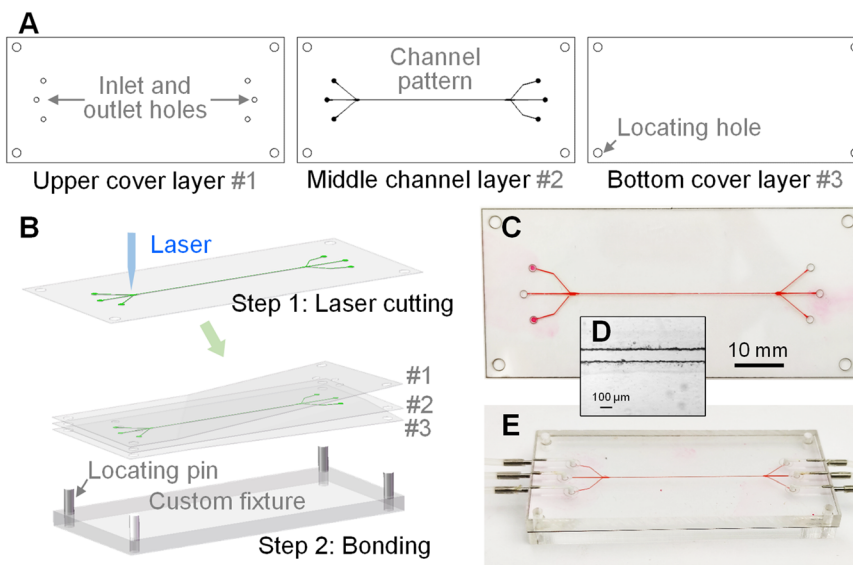 A
Inlet and
outlet holes
Channel
pattern
Locating hole
Upper cover layer #1
Middle channel layer #2
Bottom cover layer #3
B
Laser
Step 1: Laser cutting
#1
#2
#3
Locating pin
Custom fixture
Step 2: Bonding
C
10 mm
D
100 µm
E